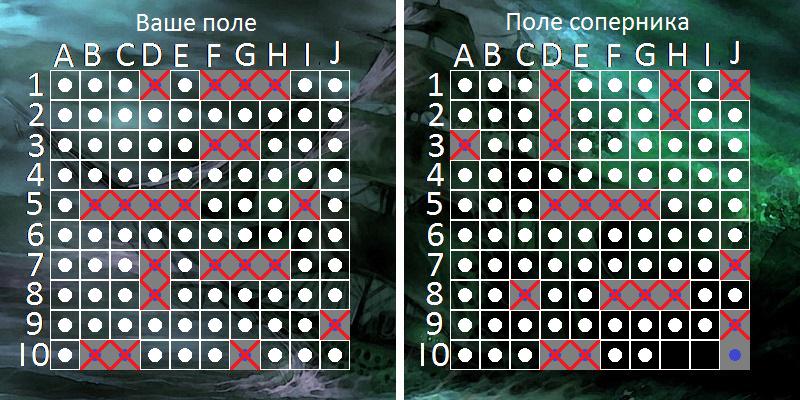 Ваше поле
Поле соперника
A B C D E F G H I J
A B C D E F G H I J
1 1
2 2
3 3
4 4
5 5
6 6
7 7
8 8
9 9
10 10